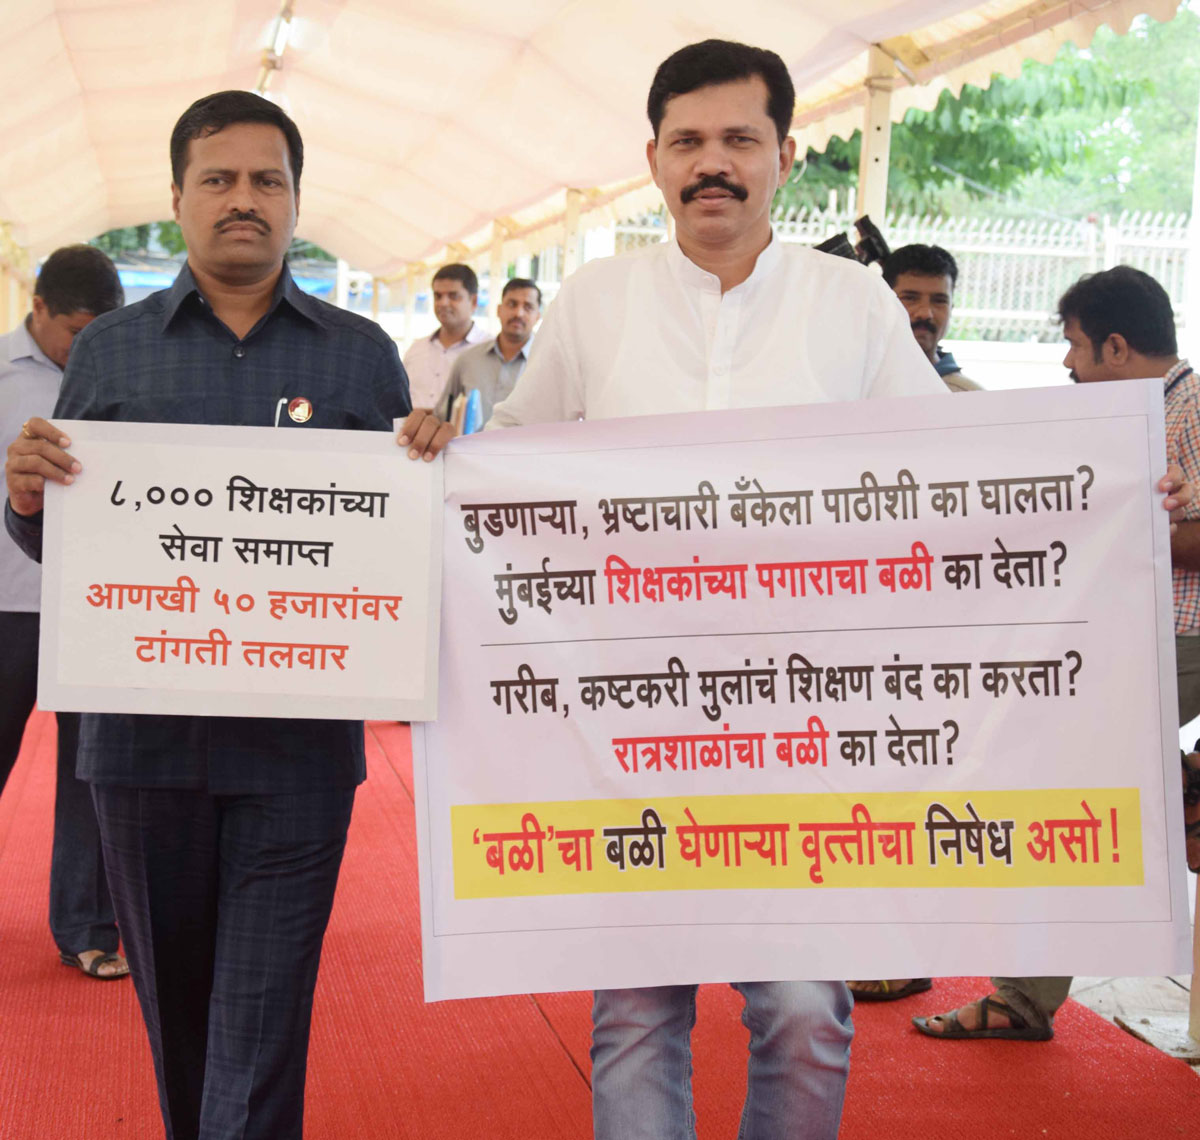 ८,००० शिक्षकांच्या
सेवा समाप्त
आणखी ५० हजारांवर
टांगती तलवार
बुडणाऱ्या, भ्रष्टाचारी बँकेला पाठीशी का घालता?
मुंबईच्या शिक्षकांच्या पगाराचा बळी का देता?
गरीब, कष्टकरी मुलांचं शिक्षण बंद का करता?
रात्रशाळांचा बळी का देता?
‘बळी’चा बळी घेणाऱ्या वृत्तीचा निषेध असो!